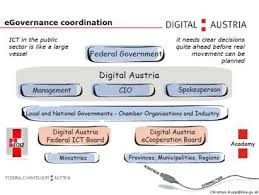 eGovernance coordination
DIGITAL AUSTRIA
ICT in the public
sector is like a large
vessel
it needs clear decisions
quite ahead before real
movement can be
planned
Federal Government
Digital Austria
Management
CIO
Spokesperson
Local and National Governments - Chamber Organisations and Industry
Digital Austria
Federal ICT Board
Digital Austria
eCooperation Board
Academy
Ministries
Provinces, Municipalities, Regions
FEDERAL CHANCELLERY AUSTRIA